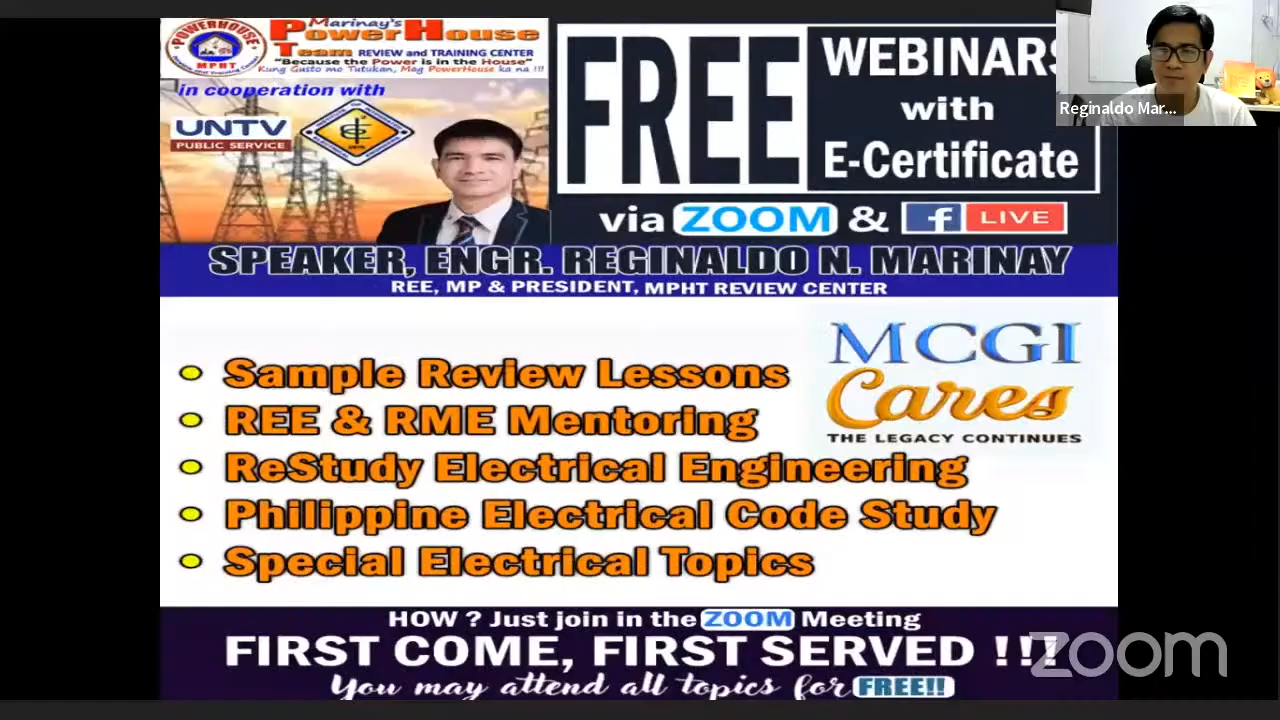 Marinay's
PowerHouse
Team REVIEW and TRAINING CENTER
"Because the Power is in the House"
Kung Gusto mo Tutukan, Mag PowerHouse ka na !!!
POWERHOUSE
MPHT
in cooperation with
UNTV
PUBLIC SERVICE
FREE
WEBINARS
with
E-Certificate
via ZOOM & f LIVE
Reginaldo Mar...
SPEAKER, ENGR. REGINALDO N. MARINAY
REE, MP & PRESIDENT, MPHT REVIEW CENTER
MCGI
Cares
THE LEGACY CONTINUES
• Sample Review Lessons
• REE & RME Mentoring
• ReStudy Electrical Engineering
• Philippine Electrical Code Study
• Special Electrical Topics
HOW ? Just join in the ZOOM Meeting
FIRST COME, FIRST SERVED !!!
You may attend all topics for FREE!!
zoom